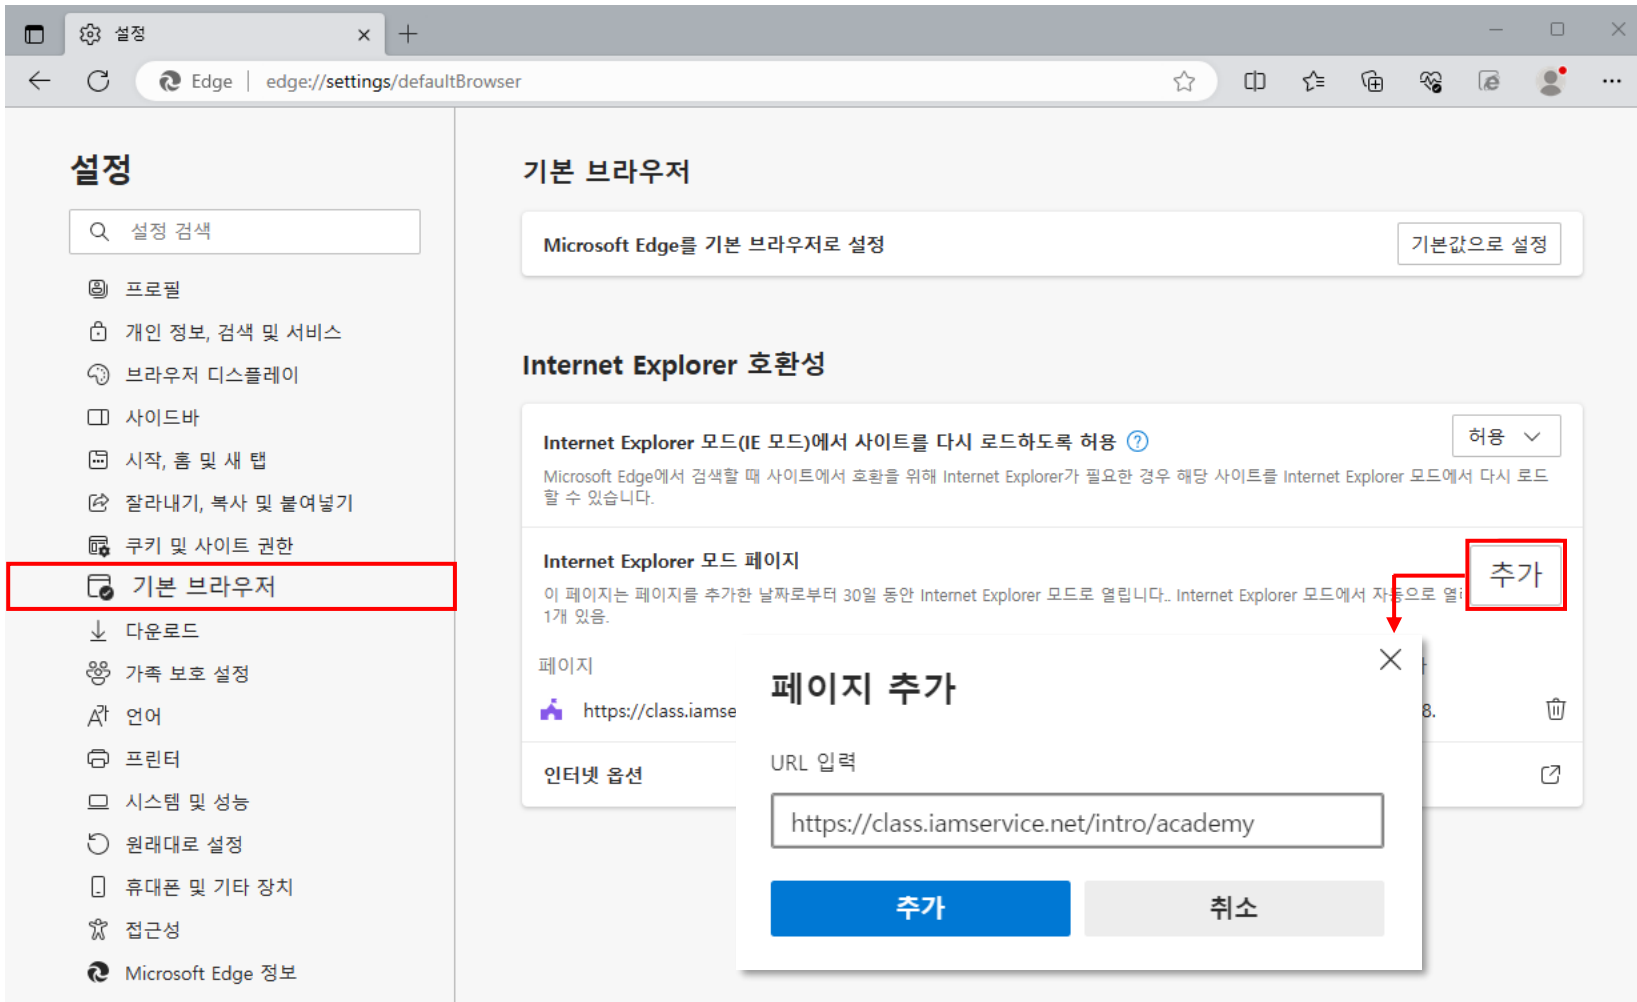 설정
Edge
edge://settings/defaultBrowser
설정
설정 검색
프로필
개인 정보, 검색 및 서비스
브라우저 디스플레이
사이드바
시작, 홈 및 새 탭
잘라내기, 복사 및 붙여넣기
쿠키 및 사이트 권한
기본 브라우저
다운로드
가족 보호 설정
언어
프린터
시스템 및 성능
원래대로 설정
휴대폰 및 기타 장치
접근성
Microsoft Edge 정보
기본 브라우저
Microsoft Edge를 기본 브라우저로 설정
기본값으로 설정
Internet Explorer 호환성
Internet Explorer 모드(IE 모드)에서 사이트를 다시 로드하도록 허용
허용
Microsoft Edge에서 검색할 때 사이트에서 호환을 위해 Internet Explorer가 필요한 경우 해당 사이트를 Internet Explorer 모드에서 다시 로드
할 수 있습니다.
Internet Explorer 모드 페이지
추가
이 페이지는 페이지를 추가한 날짜로부터 30일 동안 Internet Explorer 모드로 열립니다.. Internet Explorer 모드에서 자동으로
1개 있음.
페이지
https://class.iamse
8.
인터넷 옵션
페이지 추가
URL 입력
https://class.iamservice.net/intro/academy
추가
취소